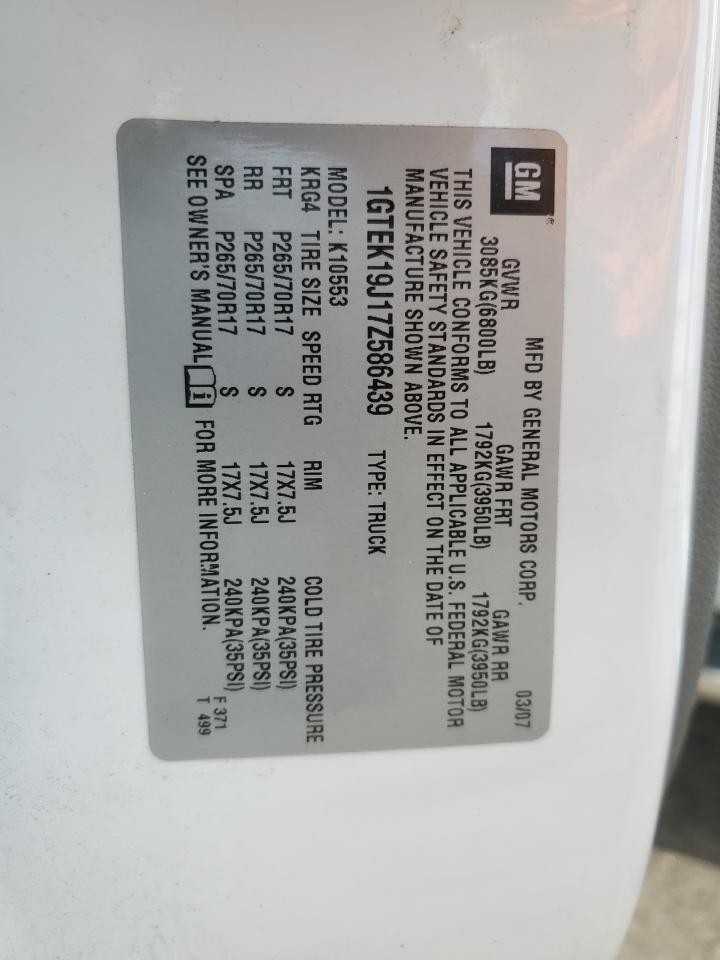 GM
MFD BY GENERAL MOTORS CORP. 03/07
GVWR GAWR FRT GAWR RR
3085KG(6800LB) 1792KG(3950LB) 1792KG(3950LB)
THIS VEHICLE CONFORMS TO ALL APPLICABLE U.S. FEDERAL MOTOR
VEHICLE SAFETY STANDARDS IN EFFECT ON THE DATE OF
MANUFACTURE SHOWN ABOVE.
1GTEK19J17Z586439 TYPE: TRUCK
MODEL: K10553
KRG4 TIRE SIZE SPEED RTG RIM COLD TIRE PRESSURE
FRT P265/70R17 S 17X7.5J 240KPA(35PSI)
RR P265/70R17 S 17X7.5J 240KPA(35PSI)
SPA P265/70R17 S 17X7.5J 240KPA(35PSI)
SEE OWNER'S MANUAL i FOR MORE INFORMATION.
F 371
T 499